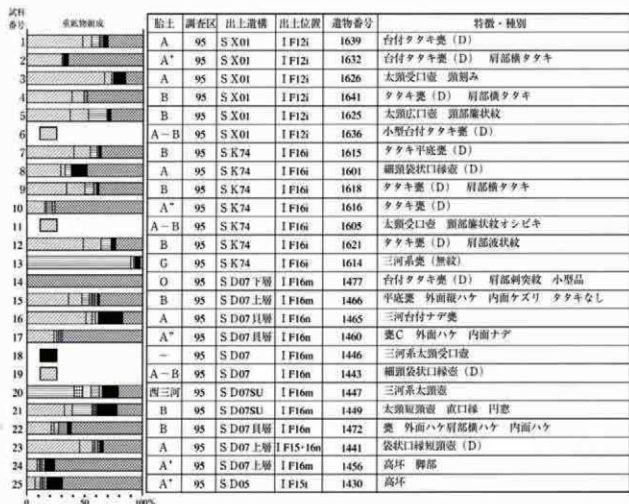 試料番号 重鉱物組成 胎土 調査区 出土遺構 出土位置 遺物番号 特徴・種別
1 A 95 SX01 IF12i 1639 台付タタキ甕（D）
2 A' 95 SX01 IF12i 1632 台付タタキ甕（D） 肩部横タタキ
3 A 95 SX01 IF12i 1626 太頸受口壺 頸刻み
4 B 95 SX01 IF12i 1641 タタキ甕（D） 肩部横タタキ
5 B 95 SX01 IF12i 1625 太頸広口壺 頸部簾状紋
6 A～B 95 SX01 IF12i 1636 小型台付タタキ甕（D）
7 B 95 SK74 IF16i 1615 タタキ平底甕（D）
8 A 95 SK74 IF16i 1601 細頸袋状口縁壺（D）
9 B 95 SK74 IF16i 1618 タタキ甕（D） 肩部横タタキ
10 A" 95 SK74 IF16i 1616 タタキ甕（D）
11 A～B 95 SK74 IF16i 1605 太頸受口壺 頸部簾状紋オシビキ
12 B 95 SK74 IF16i 1621 タタキ甕（D） 肩部波状紋
13 G 95 SK74 IF16i 1614 三河系甕（無紋）
14 O 95 SD07下層 IF16m 1477 台付タタキ甕（D） 肩部刺突紋 小型品
15 B 95 SD07上層 IF16m 1466 平底甕 外面縦ハケ 内面ケズリ タタキなし
16 A 95 SD07貝層 IF16n 1465 三河台付ナデ甕
17 A" 95 SD07貝層 IF16n 1460 甕C 外面ハケ 内面ナデ
18 － 95 SD07 IF16m 1446 三河系太頸受口壺
19 A～B 95 SD07 IF16n 1443 細頸袋状口縁壺（D）
20 西三河 95 SD07SU IF16m 1447 三河系太頸壺
21 B 95 SD07SU IF16m 1449 太頸短頸壺 直口縁 円窓
22 B 95 SD07貝層 IF16n 1472 甕 外面ハケ肩部横ハケ 内面ハケ
23 A 95 SD07上層 IF15・16n 1441 袋状口縁短頸壺（D）
24 A' 95 SD07上層 IF16m 1456 高坏 脚部
25 A' 95 SD05 IF15t 1430 高坏
0 50 100%